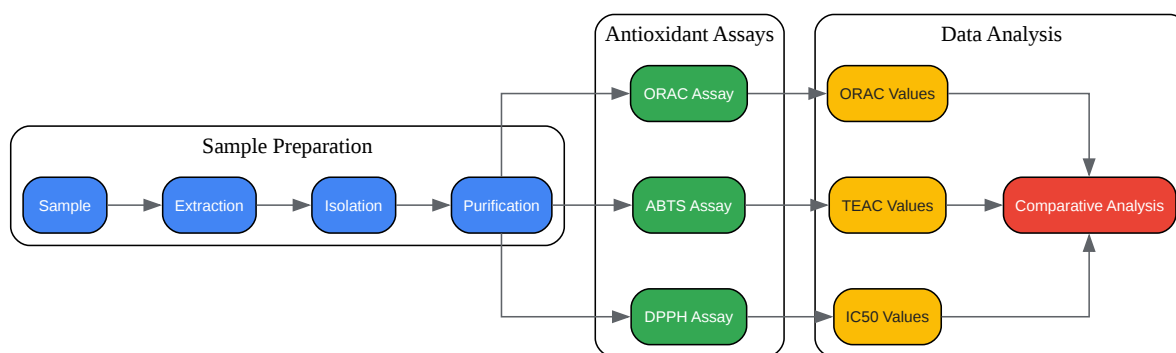 Antioxidant Assays
Data Analysis
ORAC Assay
ORAC Values
Sample Preparation
Sample
Extraction
Isolation
Purification
ABTS Assay
TEAC Values
Comparative Analysis
DPPH Assay
IC50 Values